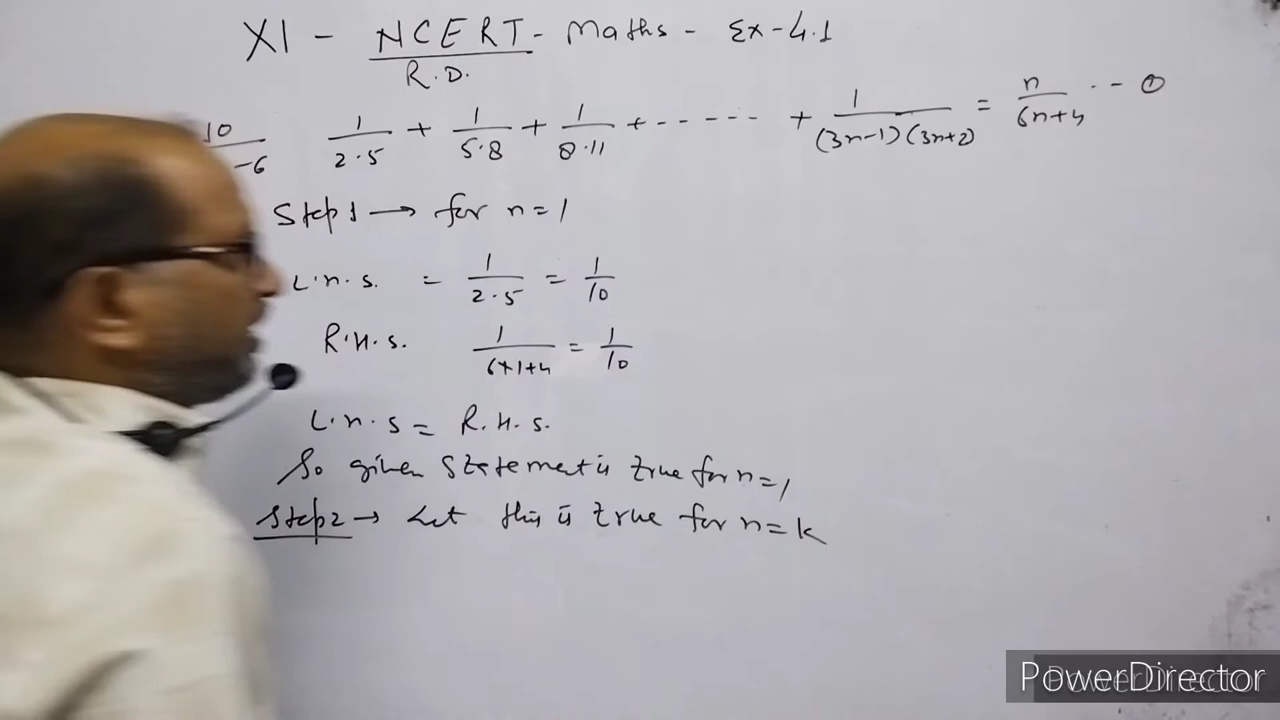 XI - NCERT - Maths - Ex-4.1
R.D.
10/-6 1/2·5 + 1/5·8 + 1/8·11 + ------ + 1/(3n-1)(3n+2) = n/6n+4 --- ①
Step1 → for n=1
L.H.S. = 1/2·5 = 1/10
R.H.S. 1/6×1+4 = 1/10
L.H.S = R.H.S.
So given statement is true for n=1
Step2 → Let this is true for n=k
PowerDirector